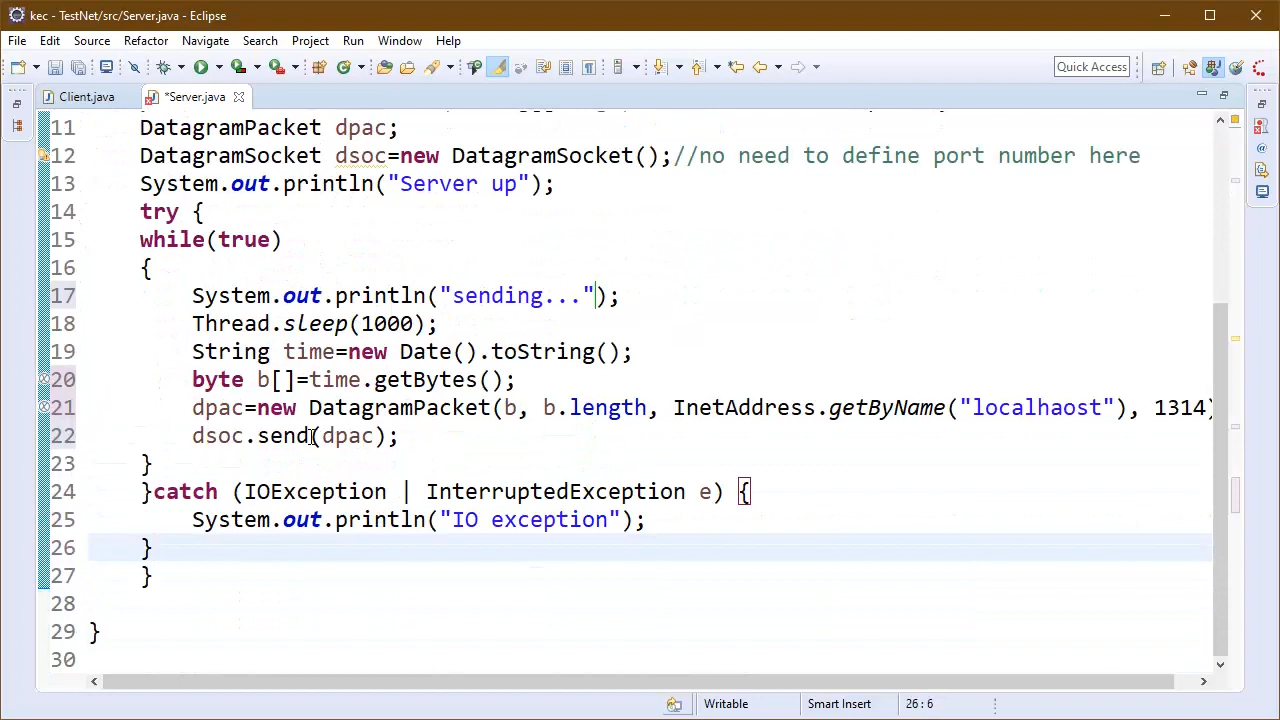 kec - TestNet/src/Server.java - Eclipse
File Edit Source Refactor Navigate Search Project Run Window Help
Quick Access
Client.java *Server.java
11 DatagramPacket dpac;
12 DatagramSocket dsoc=new DatagramSocket();//no need to define port number here
13 System.out.println("Server up");
14 try {
15 while(true)
16 {
17 System.out.println("sending...");
18 Thread.sleep(1000);
19 String time=new Date().toString();
20 byte b[]=time.getBytes();
21 dpac=new DatagramPacket(b, b.length, InetAddress.getByName("localhaost"), 1314)
22 dsoc.send(dpac);
23 }
24 }catch (IOException | InterruptedException e) {
25 System.out.println("IO exception");
26 }
27 }
28
29 }
30
Writable Smart Insert 26 : 6